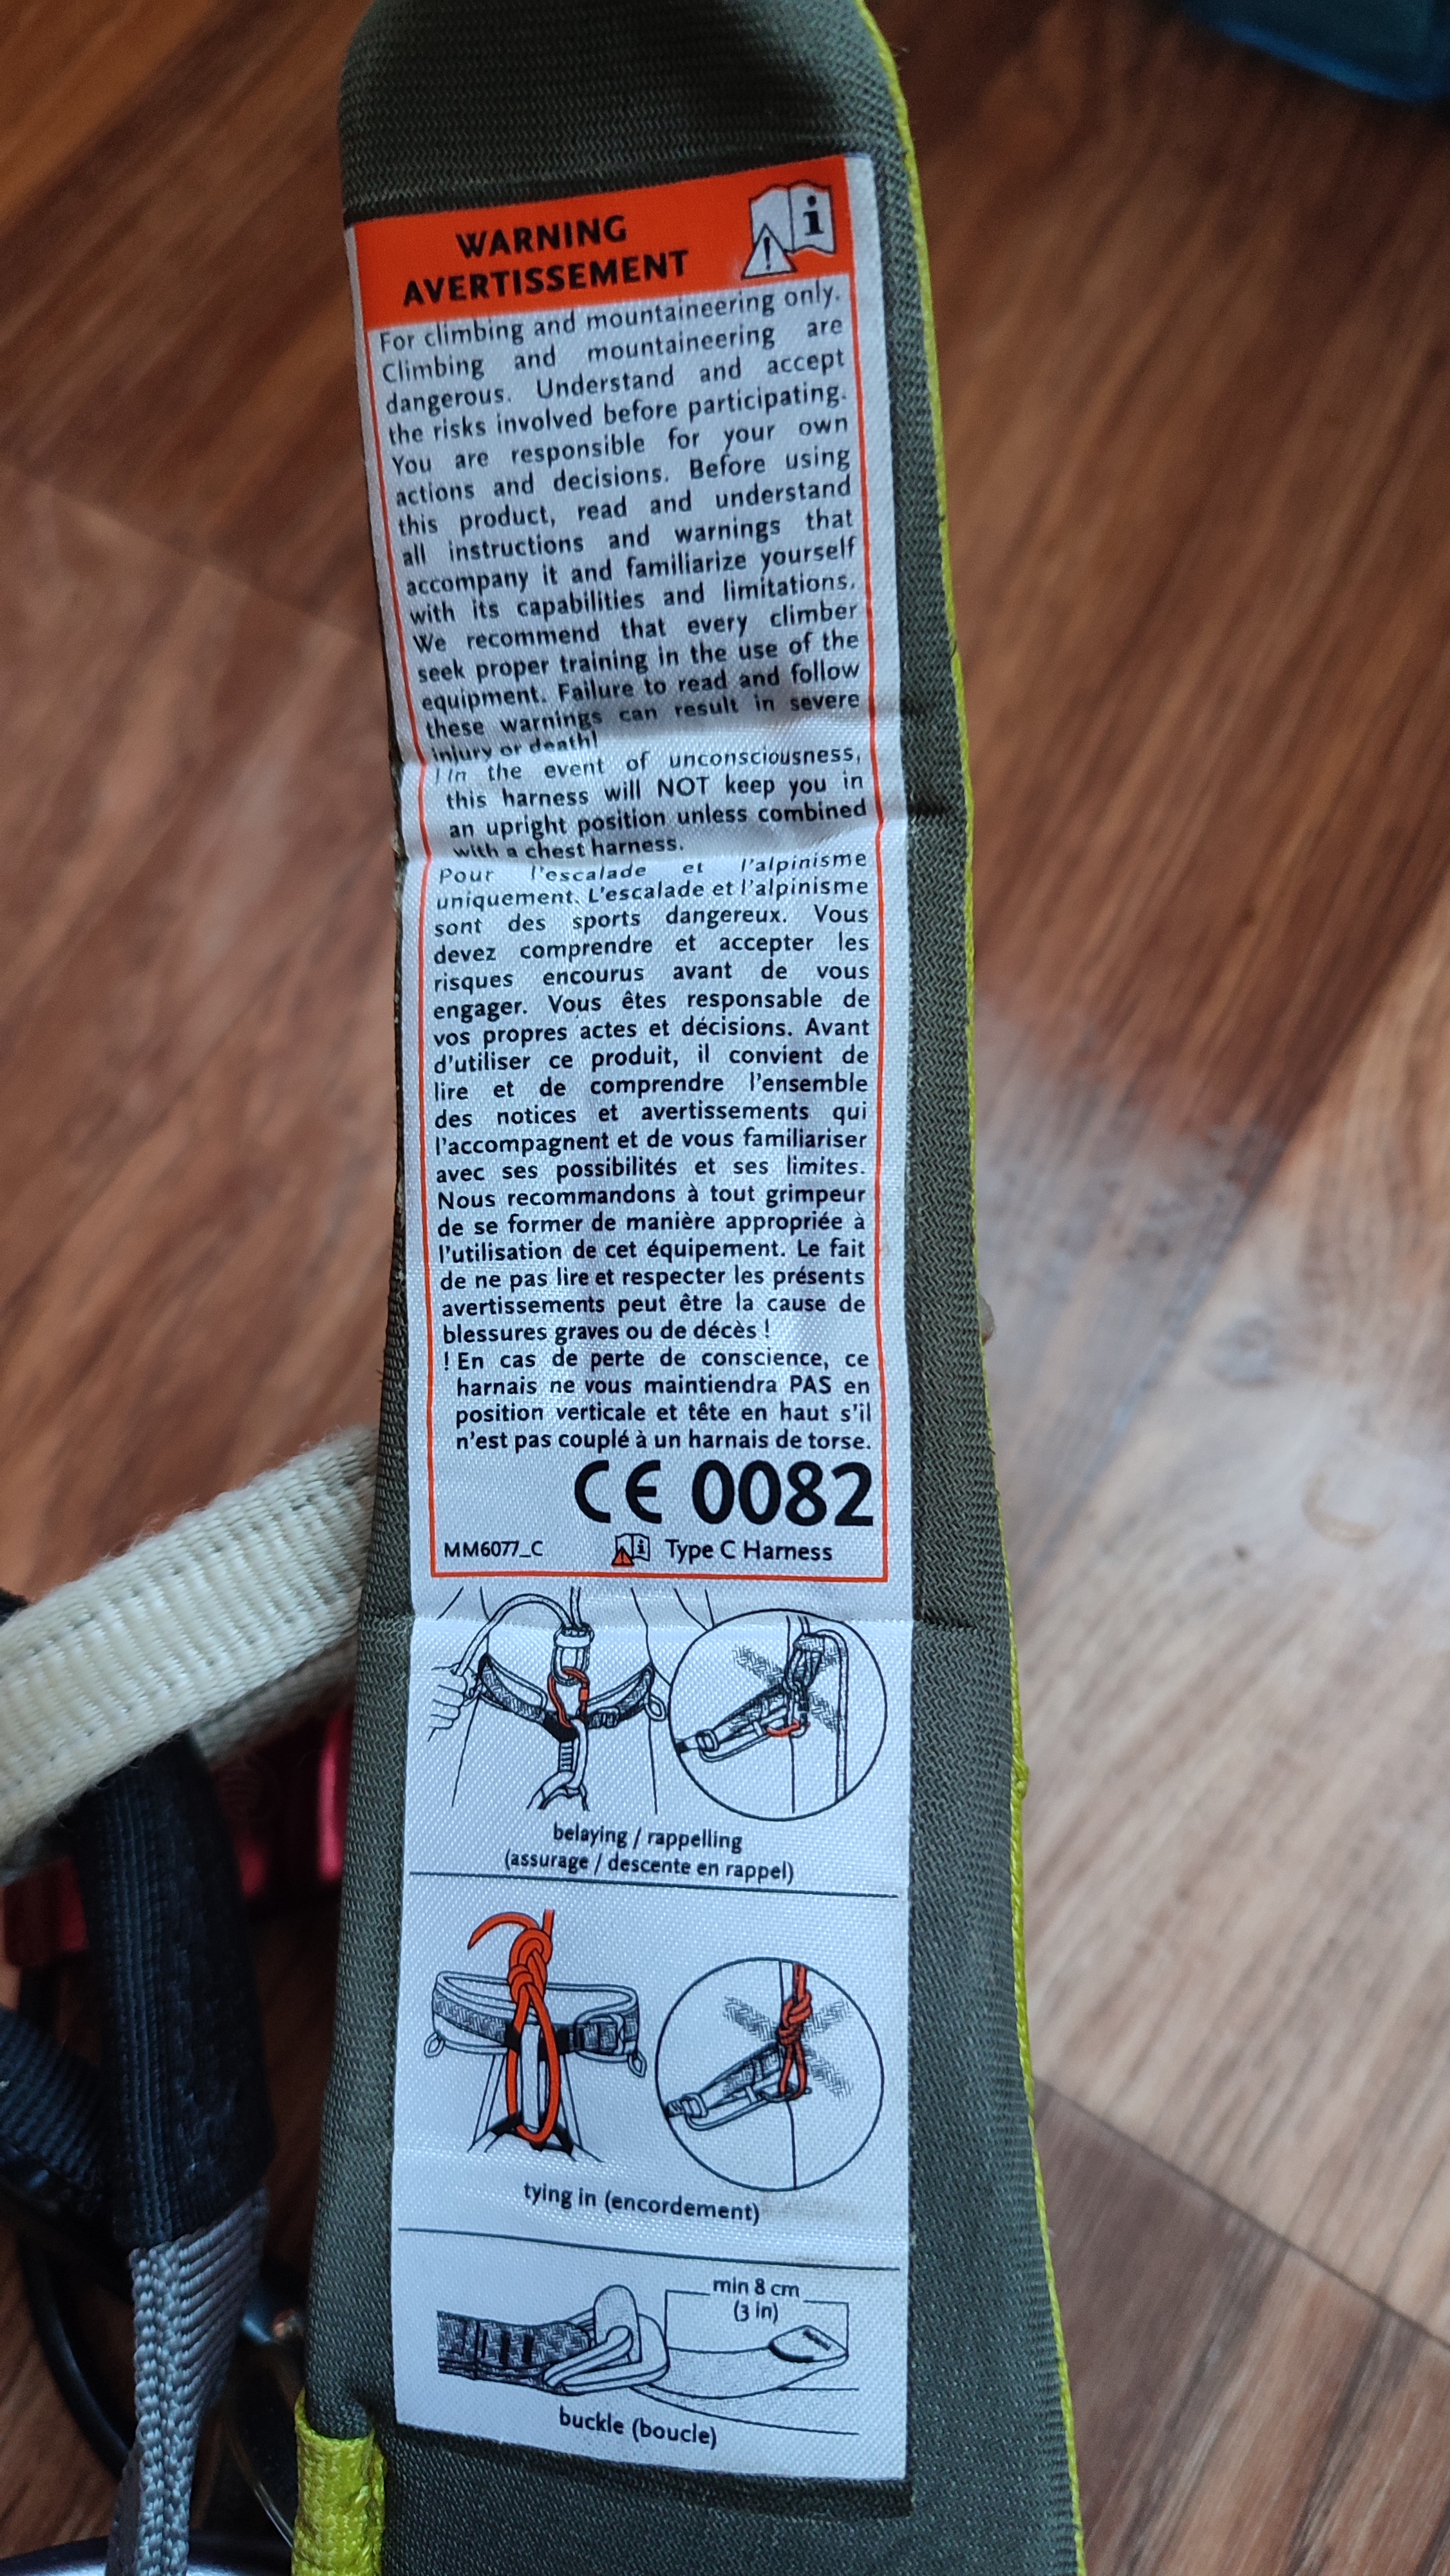 WARNING
AVERTISSEMENT
For climbing and mountaineering only.
Climbing and mountaineering are
dangerous. Understand and accept
the risks involved before participating.
You are responsible for your own
actions and decisions. Before using
this product, read and understand
all instructions and warnings that
accompany it and familiarize yourself
with its capabilities and limitations.
We recommend that every climber
seek proper training in the use of the
equipment. Failure to read and follow
these warnings can result in severe
injury or death!
! In the event of unconsciousness,
this harness will NOT keep you in
an upright position unless combined
with a chest harness.
Pour l'escalade et l'alpinisme
uniquement. L'escalade et l'alpinisme
sont des sports dangereux. Vous
devez comprendre et accepter les
risques encourus avant de vous
engager. Vous êtes responsable de
vos propres actes et décisions. Avant
d'utiliser ce produit, il convient de
lire et de comprendre l'ensemble
des notices et avertissements qui
l'accompagnent et de vous familiariser
avec ses possibilités et ses limites.
Nous recommandons à tout grimpeur
de se former de manière appropriée à
l'utilisation de cet équipement. Le fait
de ne pas lire et respecter les présents
avertissements peut être la cause de
blessures graves ou de décès !
! En cas de perte de conscience, ce
harnais ne vous maintiendra PAS en
position verticale et tête en haut s'il
n'est pas couplé à un harnais de torse.
CE 0082
MM6077_C Type C Harness
belaying / rappelling
(assurage / descente en rappel)
tying in (encordement)
min 8 cm
(3 in)
buckle (boucle)